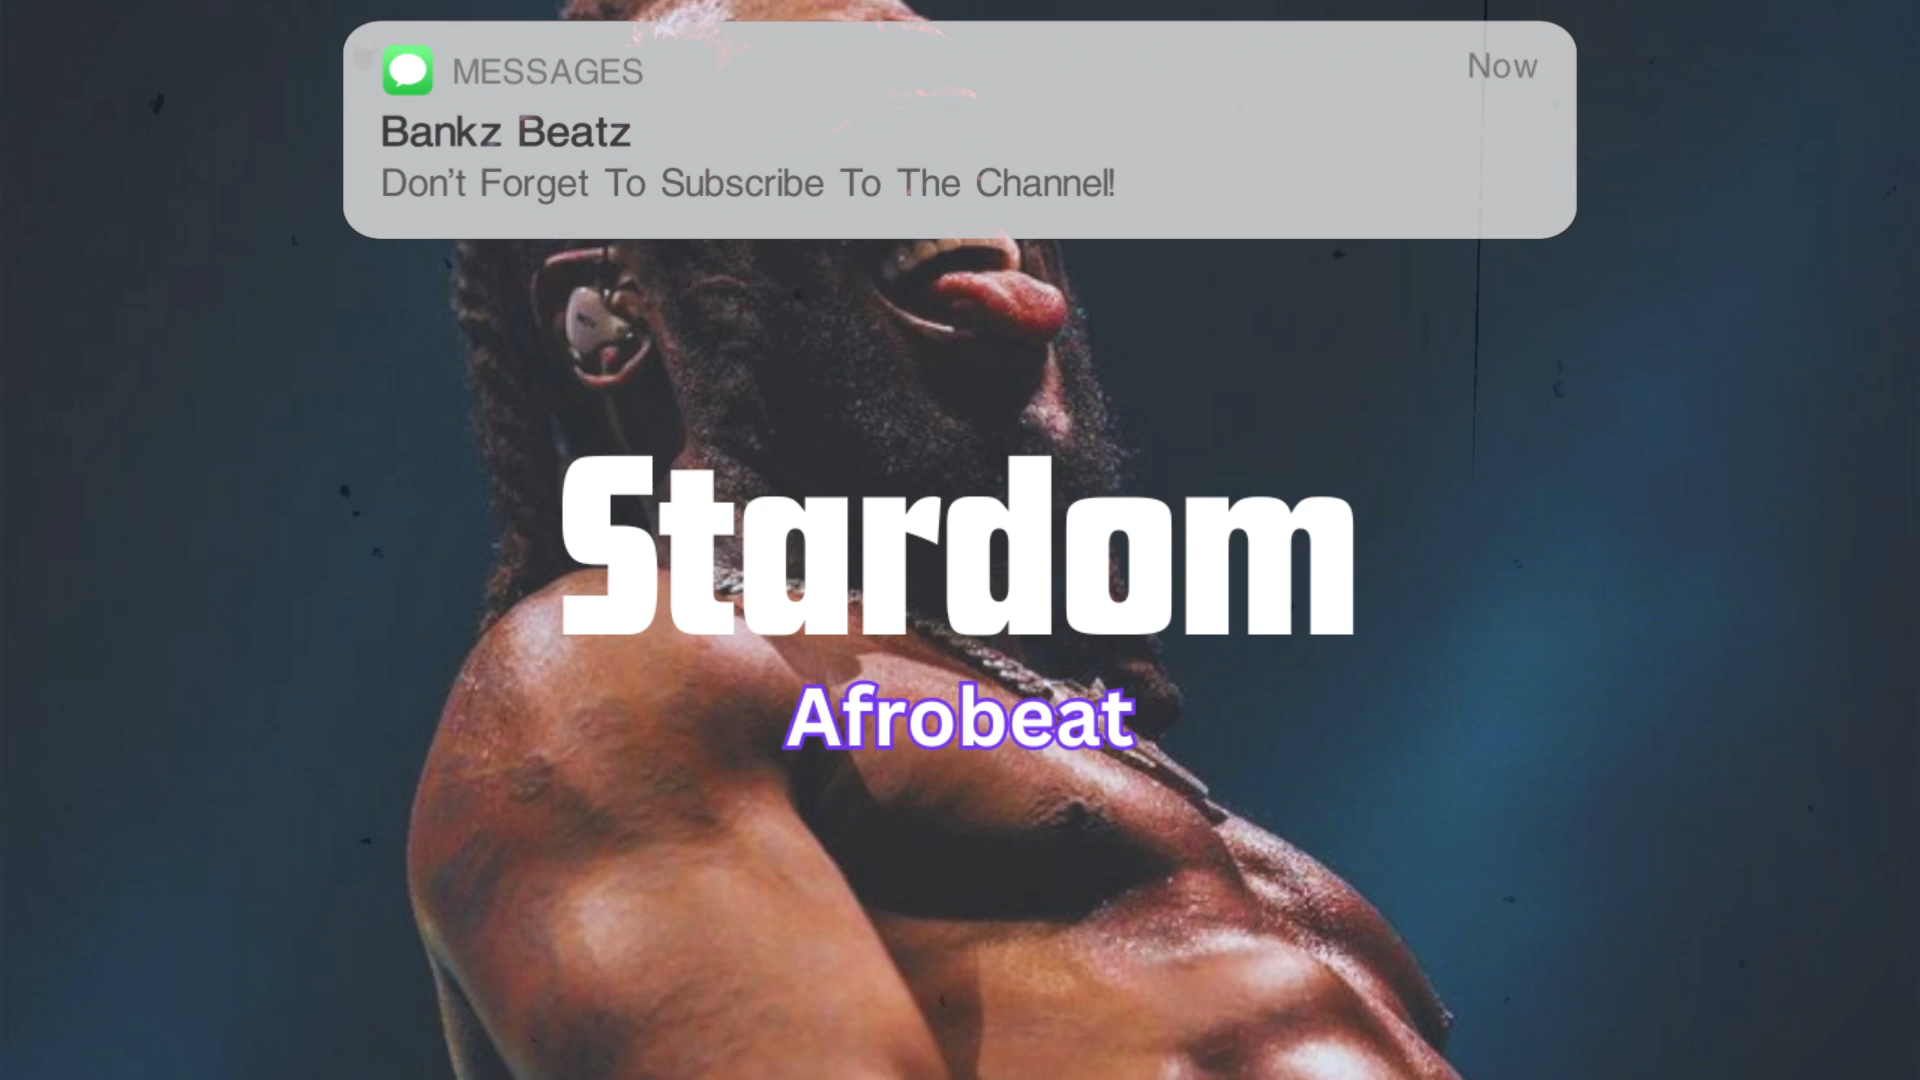 MESSAGES
Now
Bankz Beatz
Don't Forget To Subscribe To The Channel!
Stardom
Afrobeat